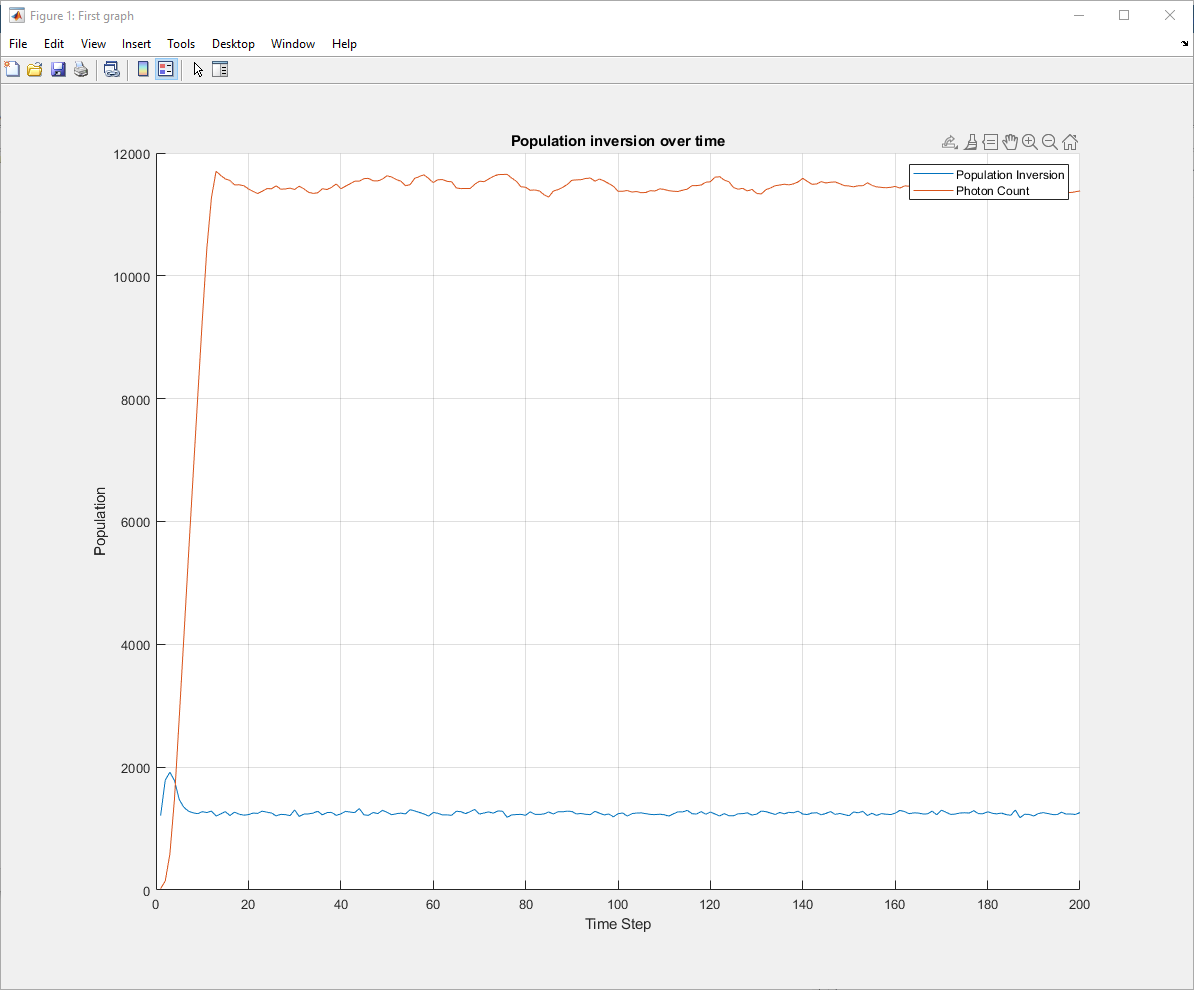 Figure 1: First graph
File Edit View Insert Tools Desktop Window Help
Population inversion over time
Population Inversion
Photon Count
12000
10000
8000
6000
4000
2000
0
Population
0 20 40 60 80 100 120 140 160 180 200
Time Step